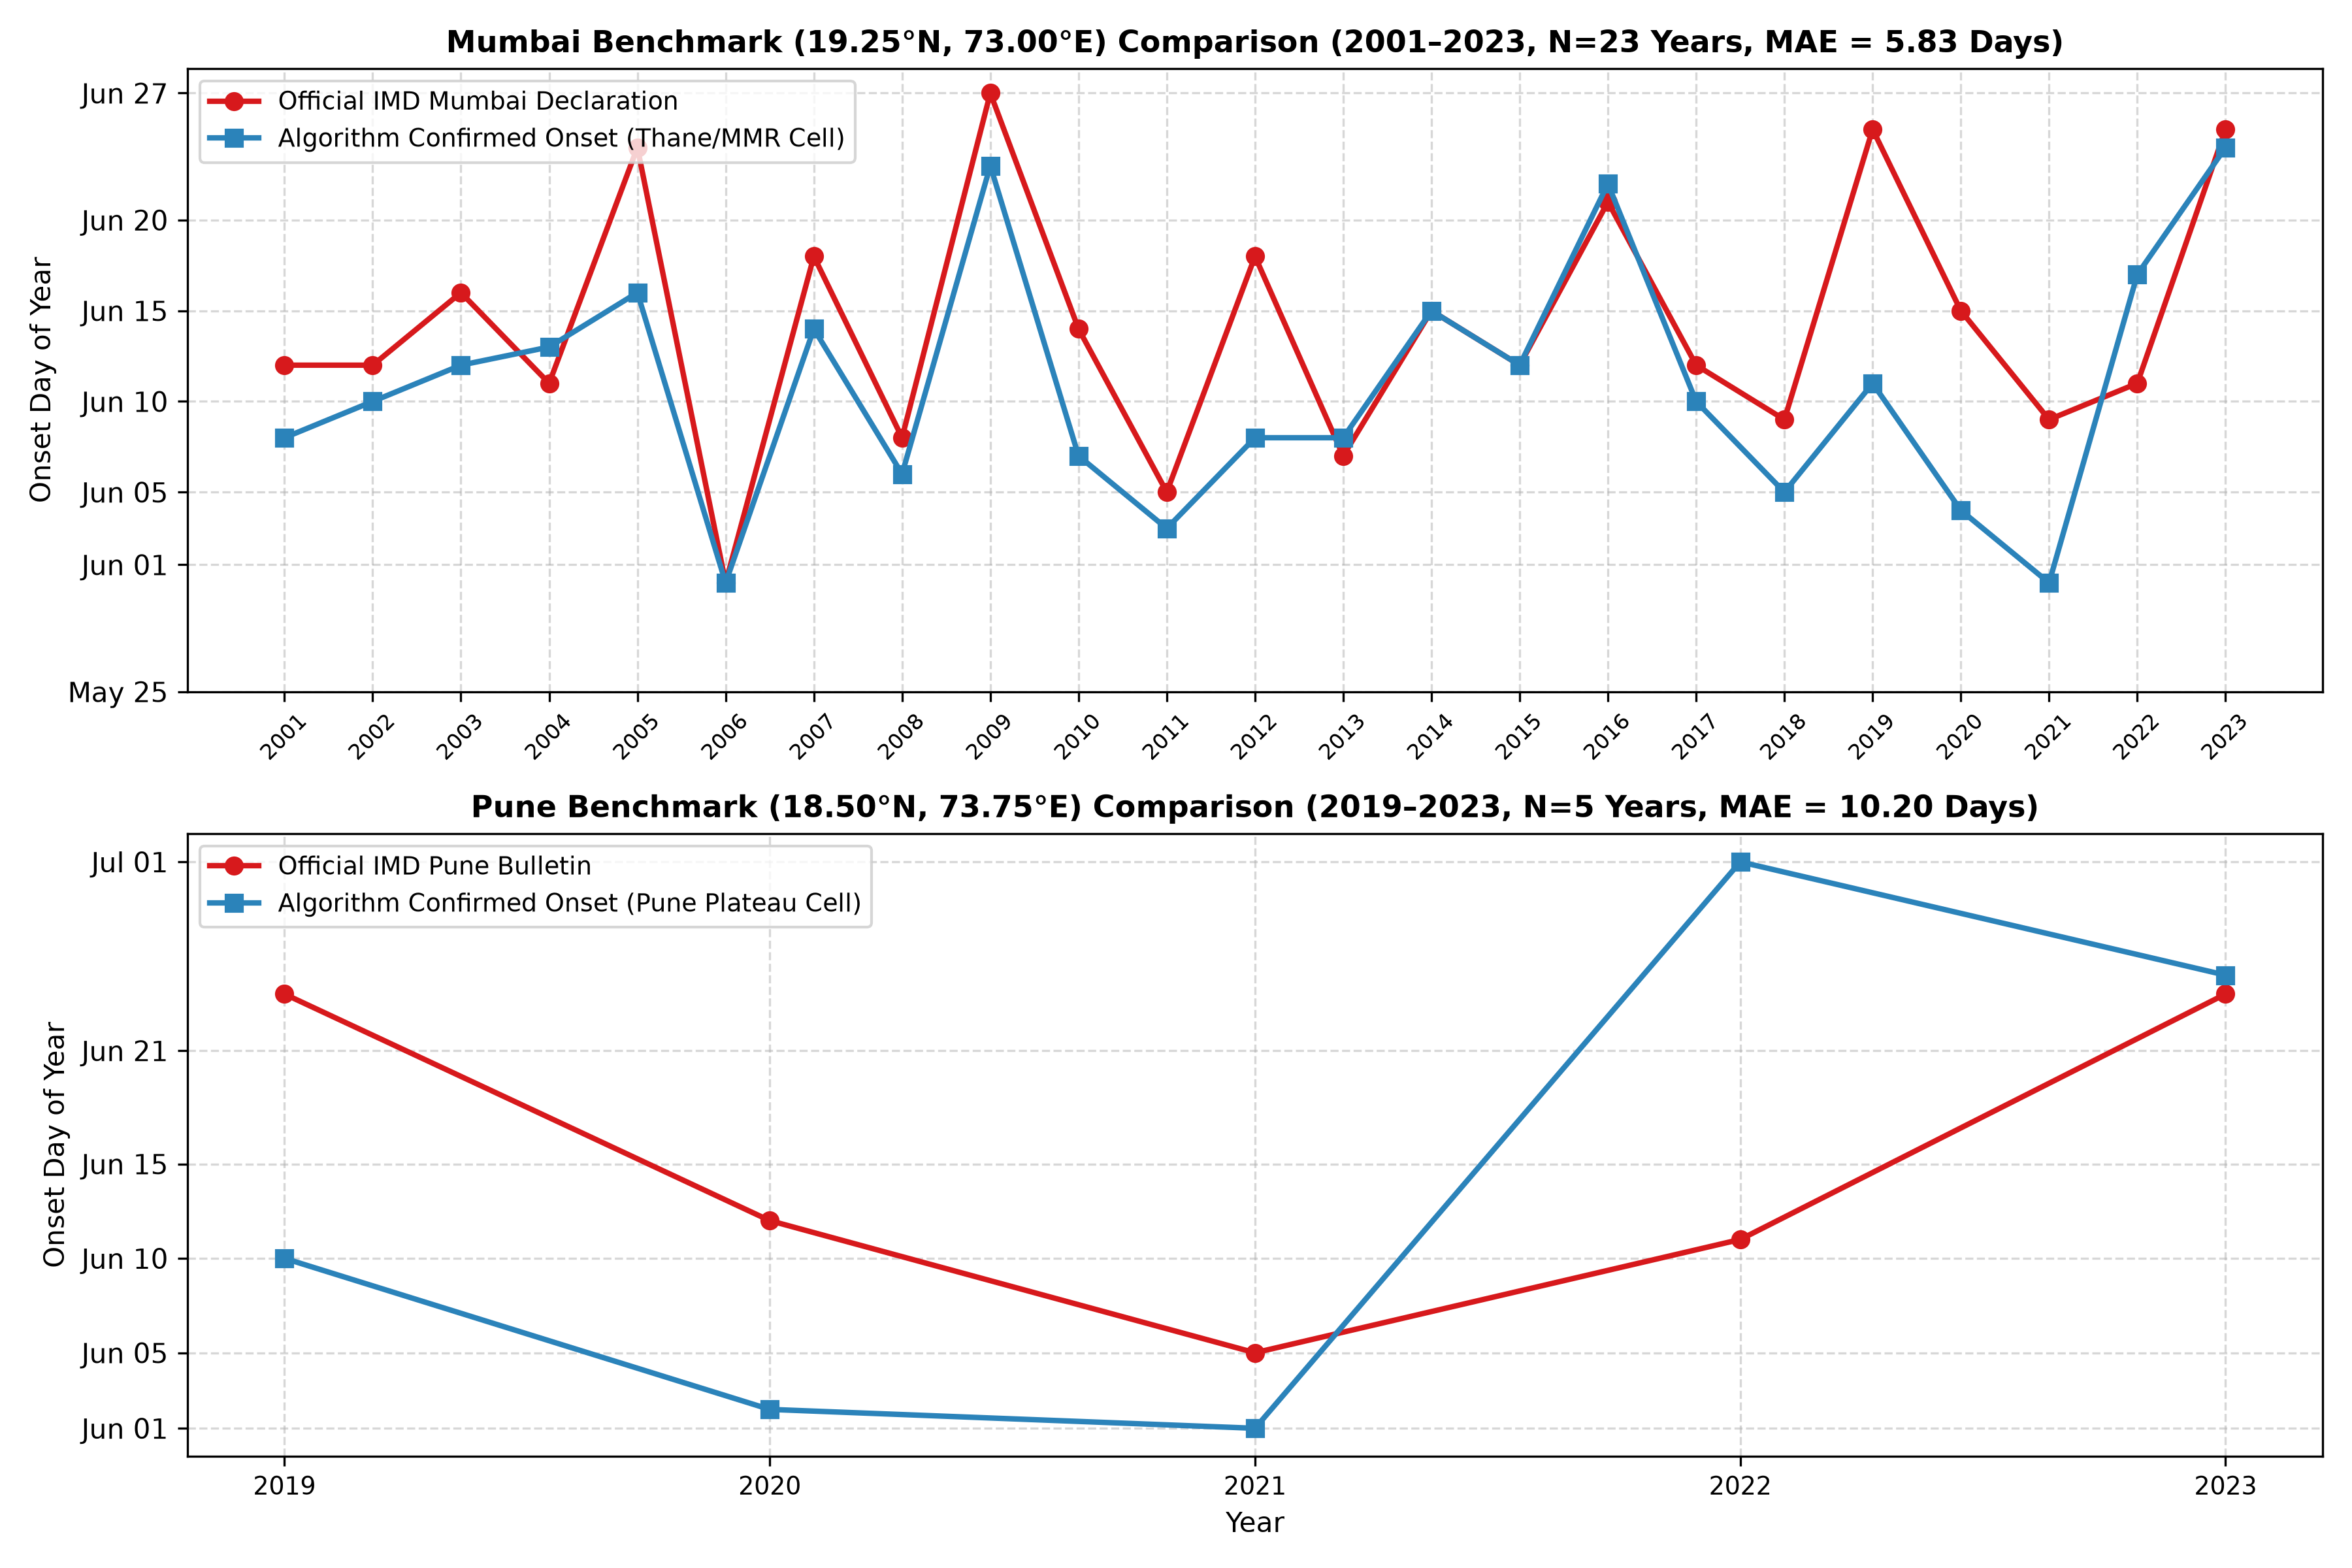 Mumbai Benchmark (19.25°N, 73.00°E) Comparison (2001–2023, N=23 Years, MAE = 5.83 Days)
Official IMD Mumbai Declaration
Algorithm Confirmed Onset (Thane/MMR Cell)
Onset Day of Year
Jun 27
Jun 20
Jun 15
Jun 10
Jun 05
Jun 01
May 25
2001 2002 2003 2004 2005 2006 2007 2008 2009 2010 2011 2012 2013 2014 2015 2016 2017 2018 2019 2020 2021 2022 2023
Pune Benchmark (18.50°N, 73.75°E) Comparison (2019–2023, N=5 Years, MAE = 10.20 Days)
Official IMD Pune Bulletin
Algorithm Confirmed Onset (Pune Plateau Cell)
Onset Day of Year
Jul 01
Jun 21
Jun 15
Jun 10
Jun 05
Jun 01
2019 2020 2021 2022 2023
Year